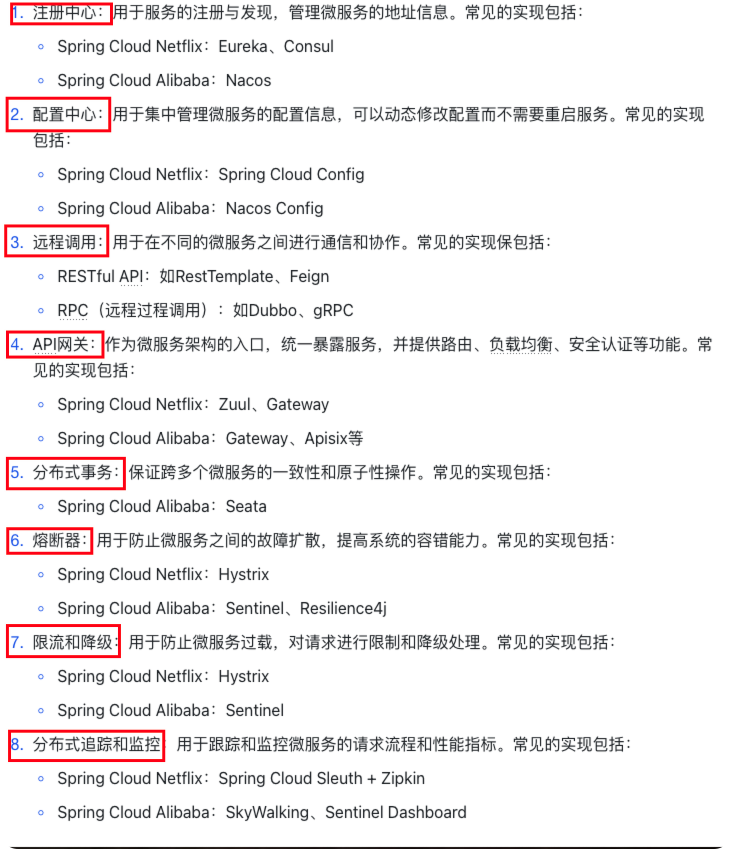 1. 注册中心：用于服务的注册与发现，管理微服务的地址信息。常见的实现包括：
Spring Cloud Netflix：Eureka、Consul
Spring Cloud Alibaba：Nacos
2. 配置中心：用于集中管理微服务的配置信息，可以动态修改配置而不需要重启服务。常见的实现
包括：
Spring Cloud Netflix：Spring Cloud Config
Spring Cloud Alibaba：Nacos Config
3. 远程调用：用于在不同的微服务之间进行通信和协作。常见的实现保包括：
RESTful API：如RestTemplate、Feign
RPC（远程过程调用）：如Dubbo、gRPC
4. API网关：作为微服务架构的入口，统一暴露服务，并提供路由、负载均衡、安全认证等功能。常
见的实现包括：
Spring Cloud Netflix：Zuul、Gateway
Spring Cloud Alibaba：Gateway、Apisix等
5. 分布式事务：保证跨多个微服务的一致性和原子性操作。常见的实现包括：
Spring Cloud Alibaba：Seata
6. 熔断器：用于防止微服务之间的故障扩散，提高系统的容错能力。常见的实现包括：
Spring Cloud Netflix：Hystrix
Spring Cloud Alibaba：Sentinel、Resilience4j
7. 限流和降级：用于防止微服务过载，对请求进行限制和降级处理。常见的实现包括：
Spring Cloud Netflix：Hystrix
Spring Cloud Alibaba：Sentinel
8. 分布式追踪和监控：用于跟踪和监控微服务的请求流程和性能指标。常见的实现包括：
Spring Cloud Netflix：Spring Cloud Sleuth + Zipkin
Spring Cloud Alibaba：SkyWalking、Sentinel Dashboard